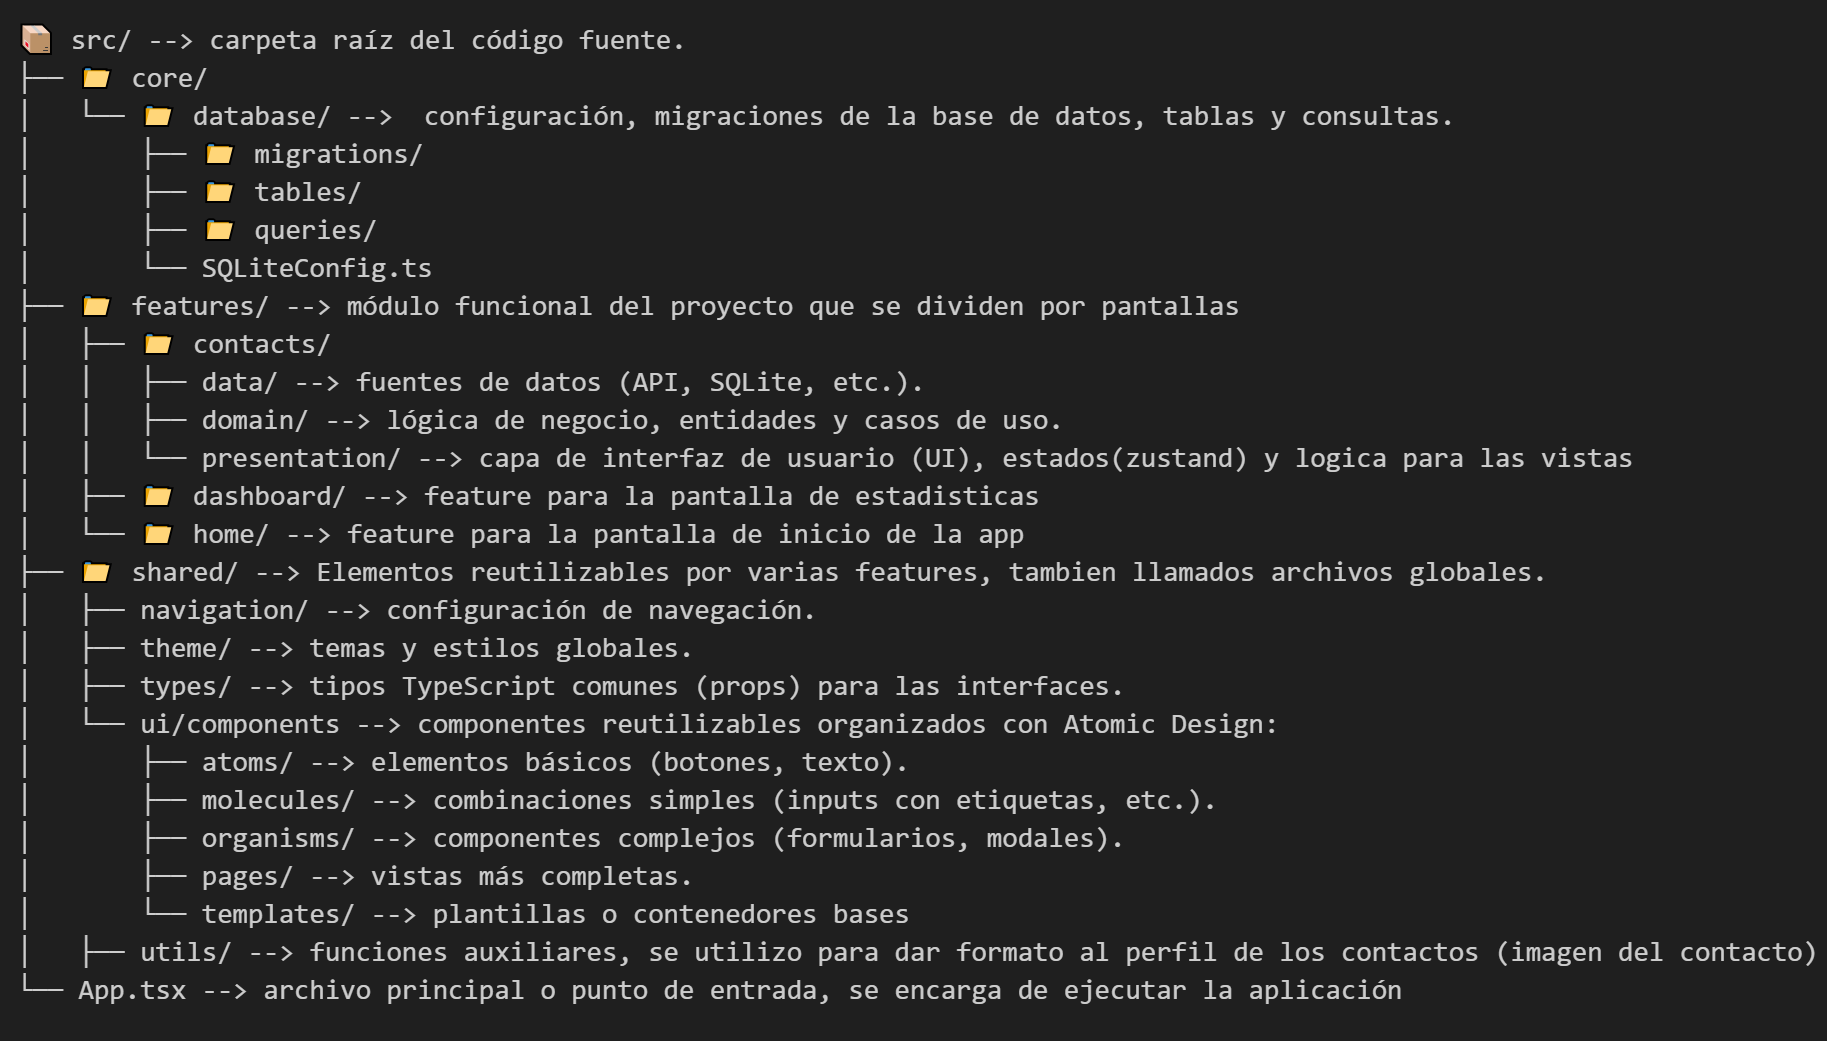 📦 src/ --> carpeta raíz del código fuente.
├── 📁 core/
│   └── 📁 database/ -->  configuración, migraciones de la base de datos, tablas y consultas.
│       ├── 📁 migrations/
│       ├── 📁 tables/
│       ├── 📁 queries/
│       └── SQLiteConfig.ts
├── 📁 features/ --> módulo funcional del proyecto que se dividen por pantallas
│   ├── 📁 contacts/
│   │   ├── data/ --> fuentes de datos (API, SQLite, etc.).
│   │   ├── domain/ --> lógica de negocio, entidades y casos de uso.
│   │   └── presentation/ --> capa de interfaz de usuario (UI), estados(zustand) y logica para las vistas
│   ├── 📁 dashboard/ --> feature para la pantalla de estadisticas
│   └── 📁 home/ --> feature para la pantalla de inicio de la app
├── 📁 shared/ --> Elementos reutilizables por varias features, tambien llamados archivos globales.
│   ├── navigation/ --> configuración de navegación.
│   ├── theme/ --> temas y estilos globales.
│   ├── types/ --> tipos TypeScript comunes (props) para las interfaces.
│   └── ui/components --> componentes reutilizables organizados con Atomic Design:
│       ├── atoms/ --> elementos básicos (botones, texto).
│       ├── molecules/ --> combinaciones simples (inputs con etiquetas, etc.).
│       ├── organisms/ --> componentes complejos (formularios, modales).
│       ├── pages/ --> vistas más completas.
│       └── templates/ --> plantillas o contenedores bases
│   ├── utils/ --> funciones auxiliares, se utilizo para dar formato al perfil de los contactos (imagen del contacto)
└── App.tsx --> archivo principal o punto de entrada, se encarga de ejecutar la aplicación